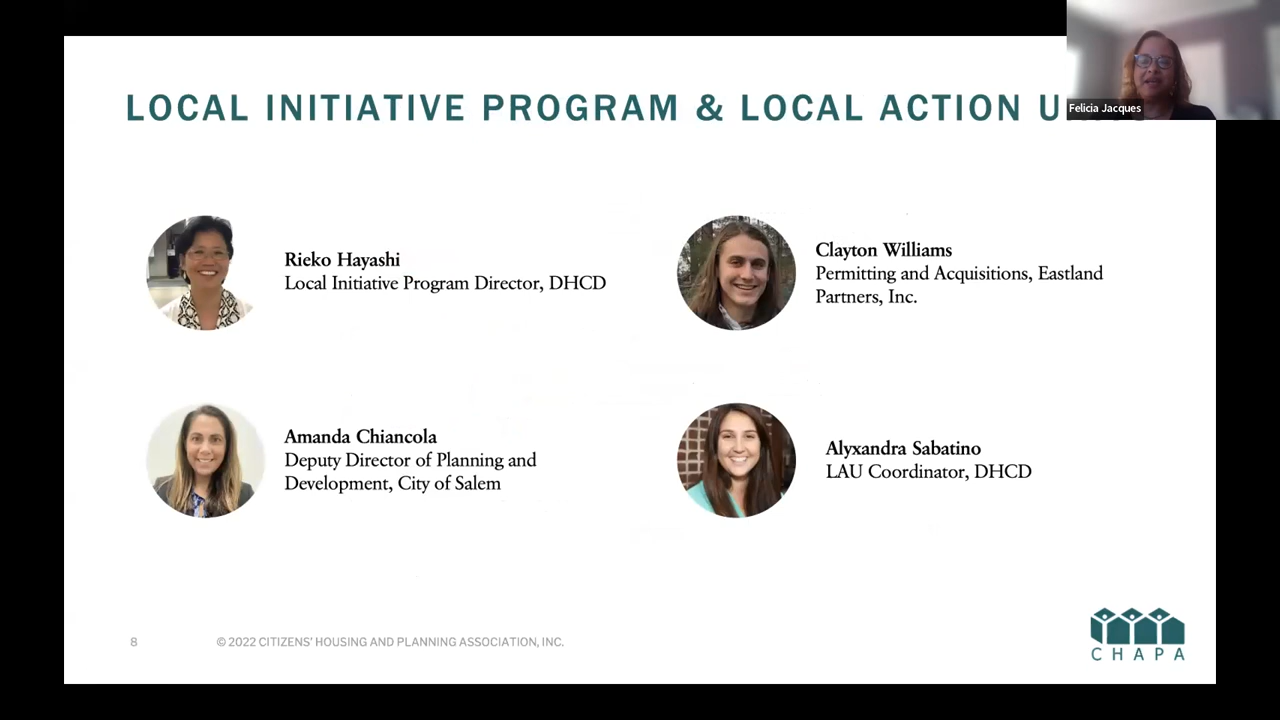 LOCAL INITIATIVE PROGRAM & LOCAL ACTION
Felicia Jacques
Rieko Hayashi
Local Initiative Program Director, DHCD
Clayton Williams
Permitting and Acquisitions, Eastland
Partners, Inc.
Amanda Chiancola
Deputy Director of Planning and
Development, City of Salem
Alyxandra Sabatino
LAU Coordinator, DHCD
8
© 2022 CITIZENS' HOUSING AND PLANNING ASSOCIATION, INC.
CHAPA